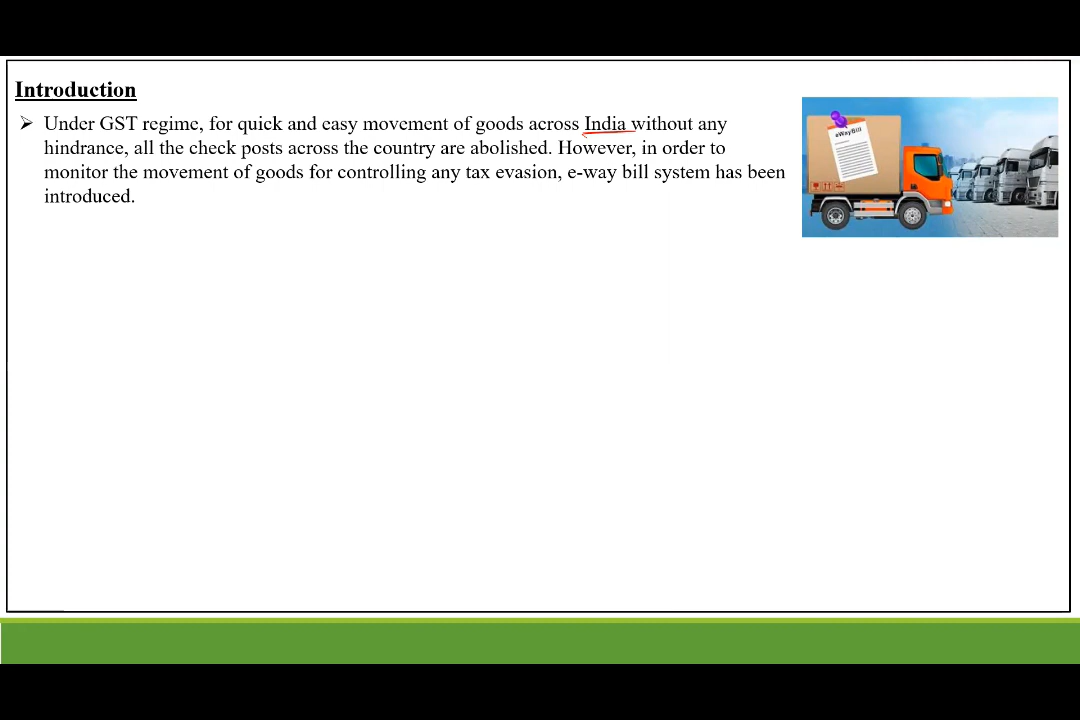 Introduction
➢ Under GST regime, for quick and easy movement of goods across India without any
hindrance, all the check posts across the country are abolished. However, in order to
monitor the movement of goods for controlling any tax evasion, e-way bill system has been
introduced.
eWayBill